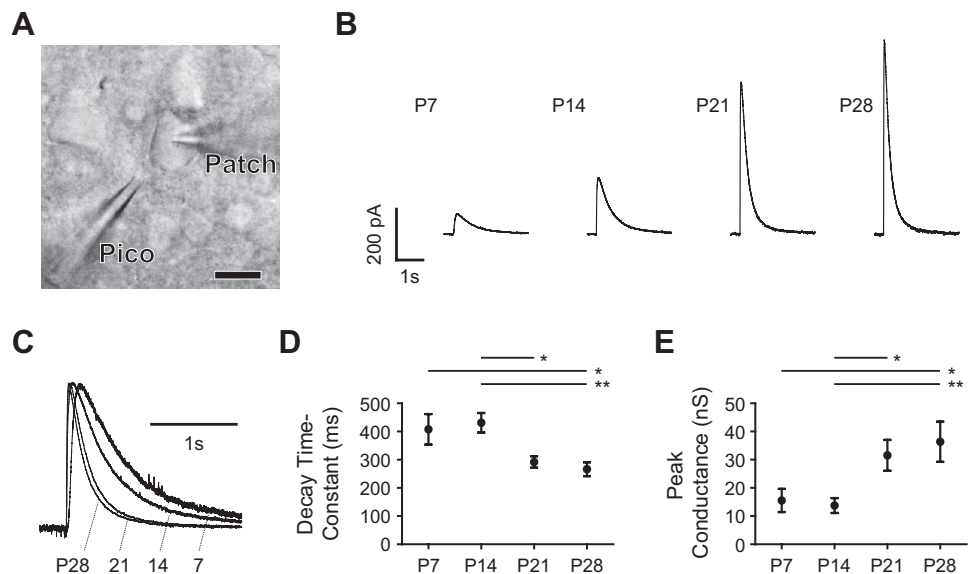 A
Patch
Pico
B
P7
P14
P21
P28
200 pA
1s
C
1s
P28 21 14 7
D
*
*
**
Decay Time-
Constant (ms)
500
400
300
200
100
0
P7 P14 P21 P28
E
*
*
**
Peak
Conductance (nS)
50
40
30
20
10
0
P7 P14 P21 P28